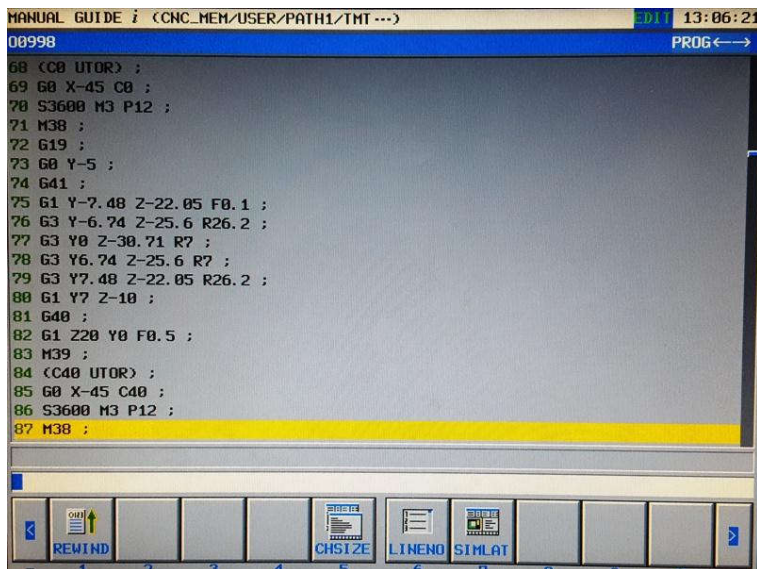 MANUAL GUIDE i (CNC_MEM/USER/PATH1/TMT···) EDIT 13:06:21
O0998 PROG←→
68 (C0 UTOR) ;
69 G0 X-45 C0 ;
70 S3600 M3 P12 ;
71 M38 ;
72 G19 ;
73 G0 Y-5 ;
74 G41 ;
75 G1 Y-7.48 Z-22.05 F0.1 ;
76 G3 Y-6.74 Z-25.6 R26.2 ;
77 G3 Y0 Z-30.71 R7 ;
78 G3 Y6.74 Z-25.6 R7 ;
79 G3 Y7.48 Z-22.05 R26.2 ;
80 G1 Y7 Z-10 ;
81 G40 ;
82 G1 Z20 Y0 F0.5 ;
83 M39 ;
84 (C40 UTOR) ;
85 G0 X-45 C40 ;
86 S3600 M3 P12 ;
87 M38 ;
< REWIND CHSIZE LINENO SIMLAT >